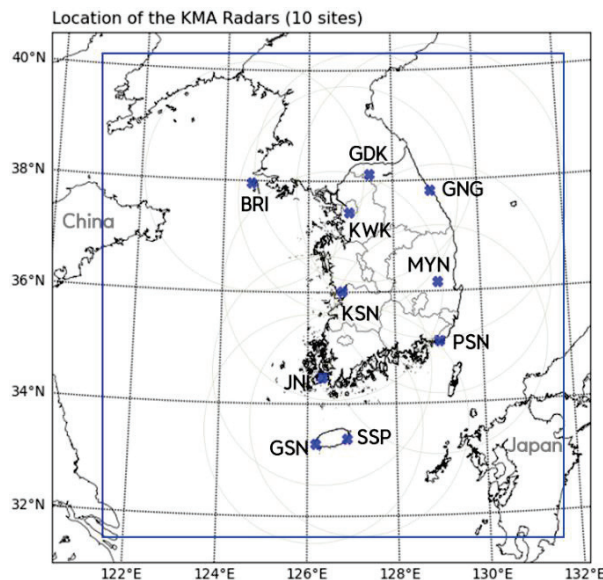 Location of the KMA Radars (10 sites)
40°N
GDK
38°N
GNG
BRI
China
KWK
MYN
36°N
KSN
PSN
JNI
34°N
GSN
SSP
Japan
32°N
122°E
124°E
126°E
128°E
130°E
132°E